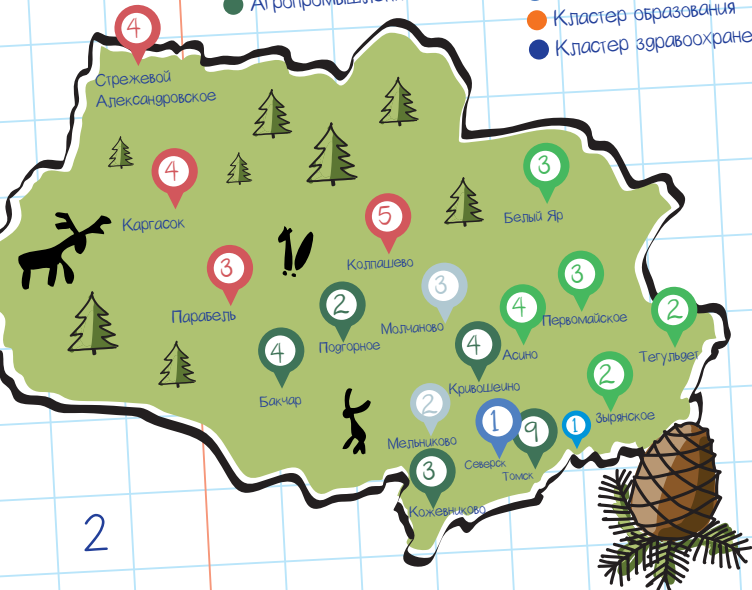 Кластер образования
Кластер
4
Стрежевой
Александровское
4
Каргасок
3
Белый Яр
5
Колпашево
3
Парабель
3
Молчаново
2
Подгорное
3
Первомайское
4
Асино
2
Тегульдет
4
Бакчар
4
Кривошеино
2
Зырянское
2
Мельниково
1
Северск
9
Томск
1
3
Кожевниково
2